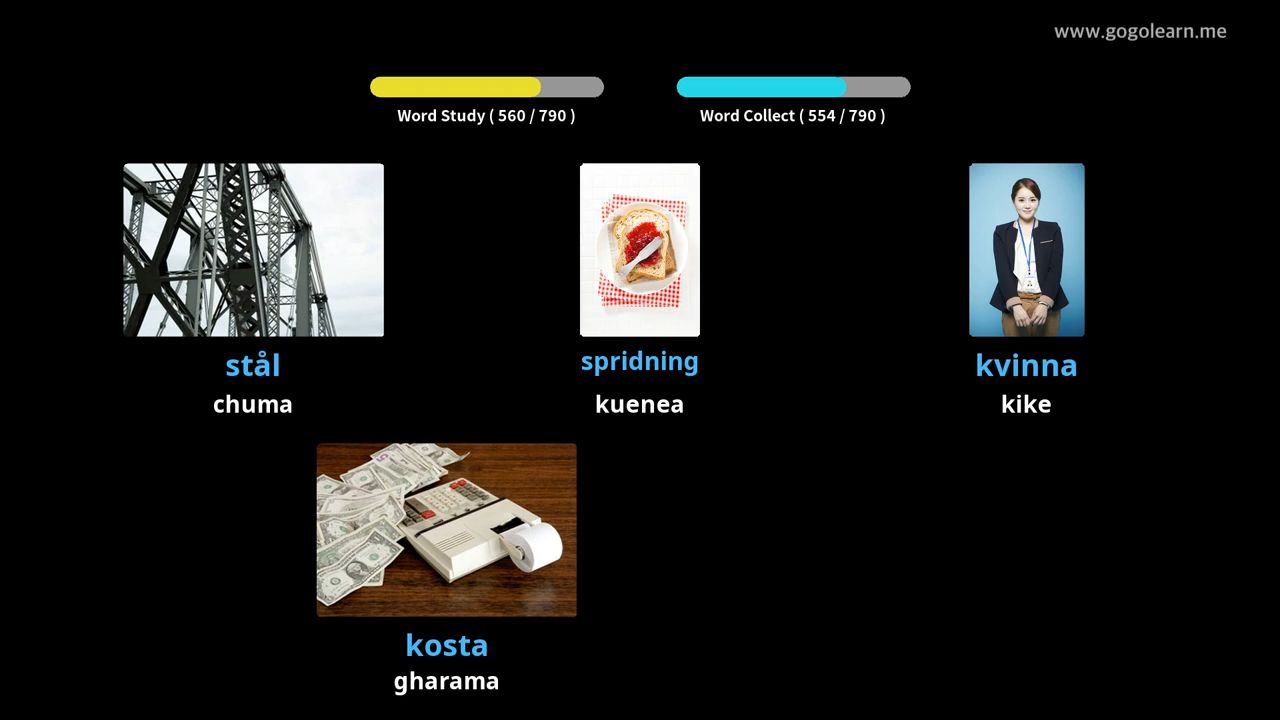 www.gogolearn.me
Word Study ( 560 / 790 )
Word Collect ( 554 / 790 )
stål
chuma
spridning
kuenea
kvinna
kike
kosta
gharama